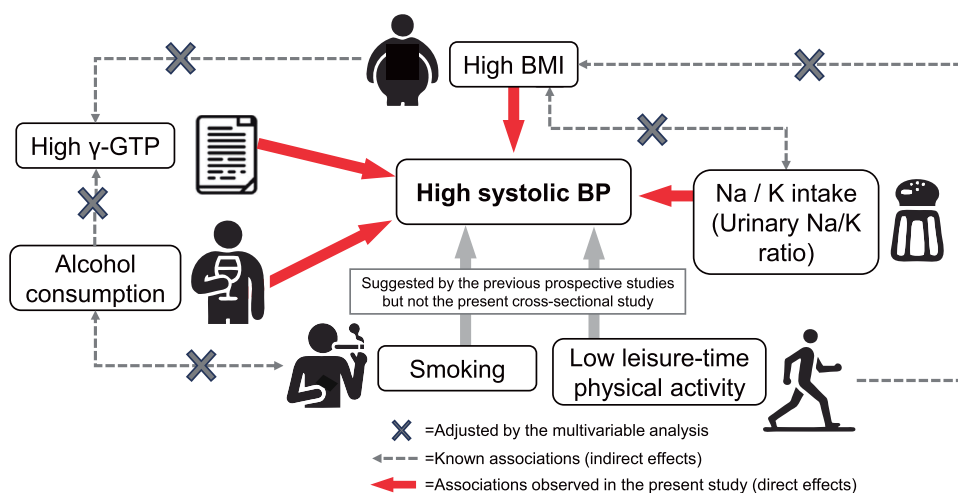 High BMI
High γ-GTP
High systolic BP
Na / K intake
(Urinary Na/K
ratio)
Alcohol
consumption
Suggested by the previous prospective studies
but not the present cross-sectional study
Smoking
Low leisure-time
physical activity
=Adjusted by the multivariable analysis
=Known associations (indirect effects)
=Associations observed in the present study (direct effects)